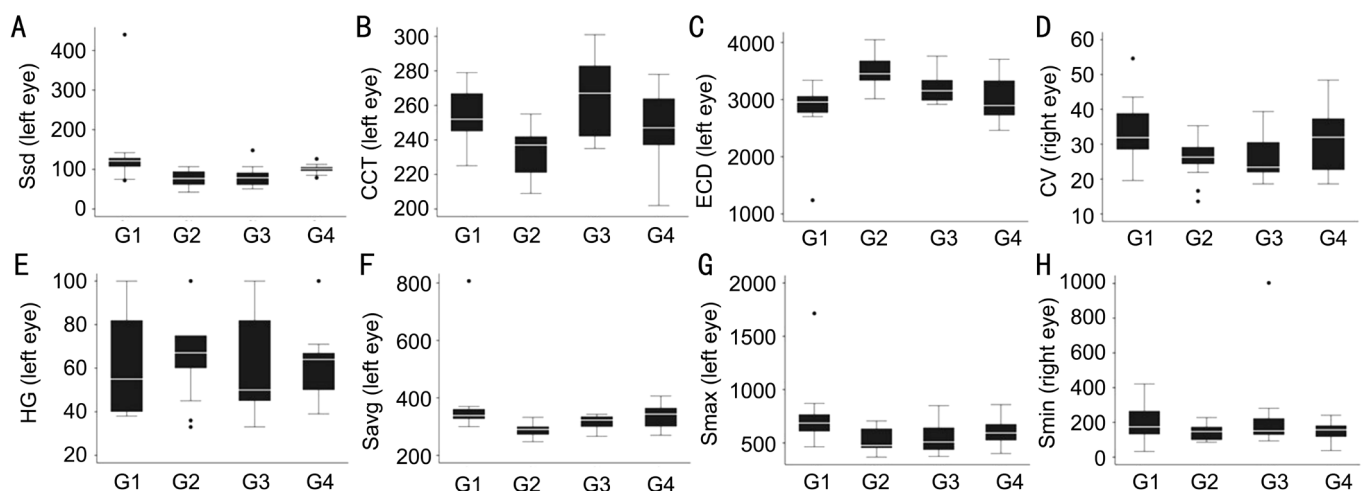 A
Ssd (left eye)
400
300
200
100
0
G1 G2 G3 G4
B
CCT (left eye)
300
280
260
240
220
200
G1 G2 G3 G4
C
ECD (left eye)
4000
3000
2000
1000
G1 G2 G3 G4
D
CV (right eye)
60
50
40
30
20
10
G1 G2 G3 G4
E
HG (left eye)
100
80
60
40
20
G1 G2 G3 G4
F
Savg (left eye)
800
600
400
200
G1 G2 G3 G4
G
Smax (left eye)
2000
1500
1000
500
G1 G2 G3 G4
H
Smin (right eye)
1000
800
600
400
200
0
G1 G2 G3 G4